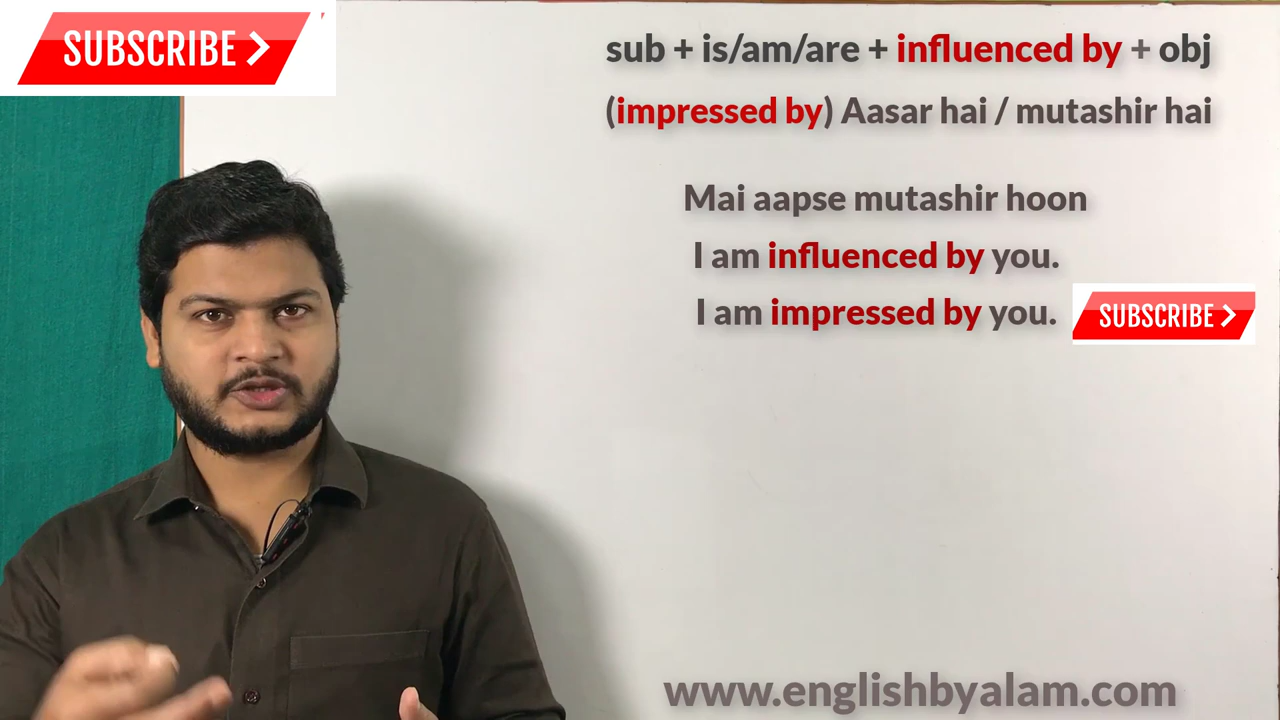 SUBSCRIBE
sub + is/am/are + influenced by + obj
(impressed by) Aasar hai / mutashir hai
Mai aapse mutashir hoon
I am influenced by you.
I am impressed by you.
SUBSCRIBE
www.englishbyalam.com